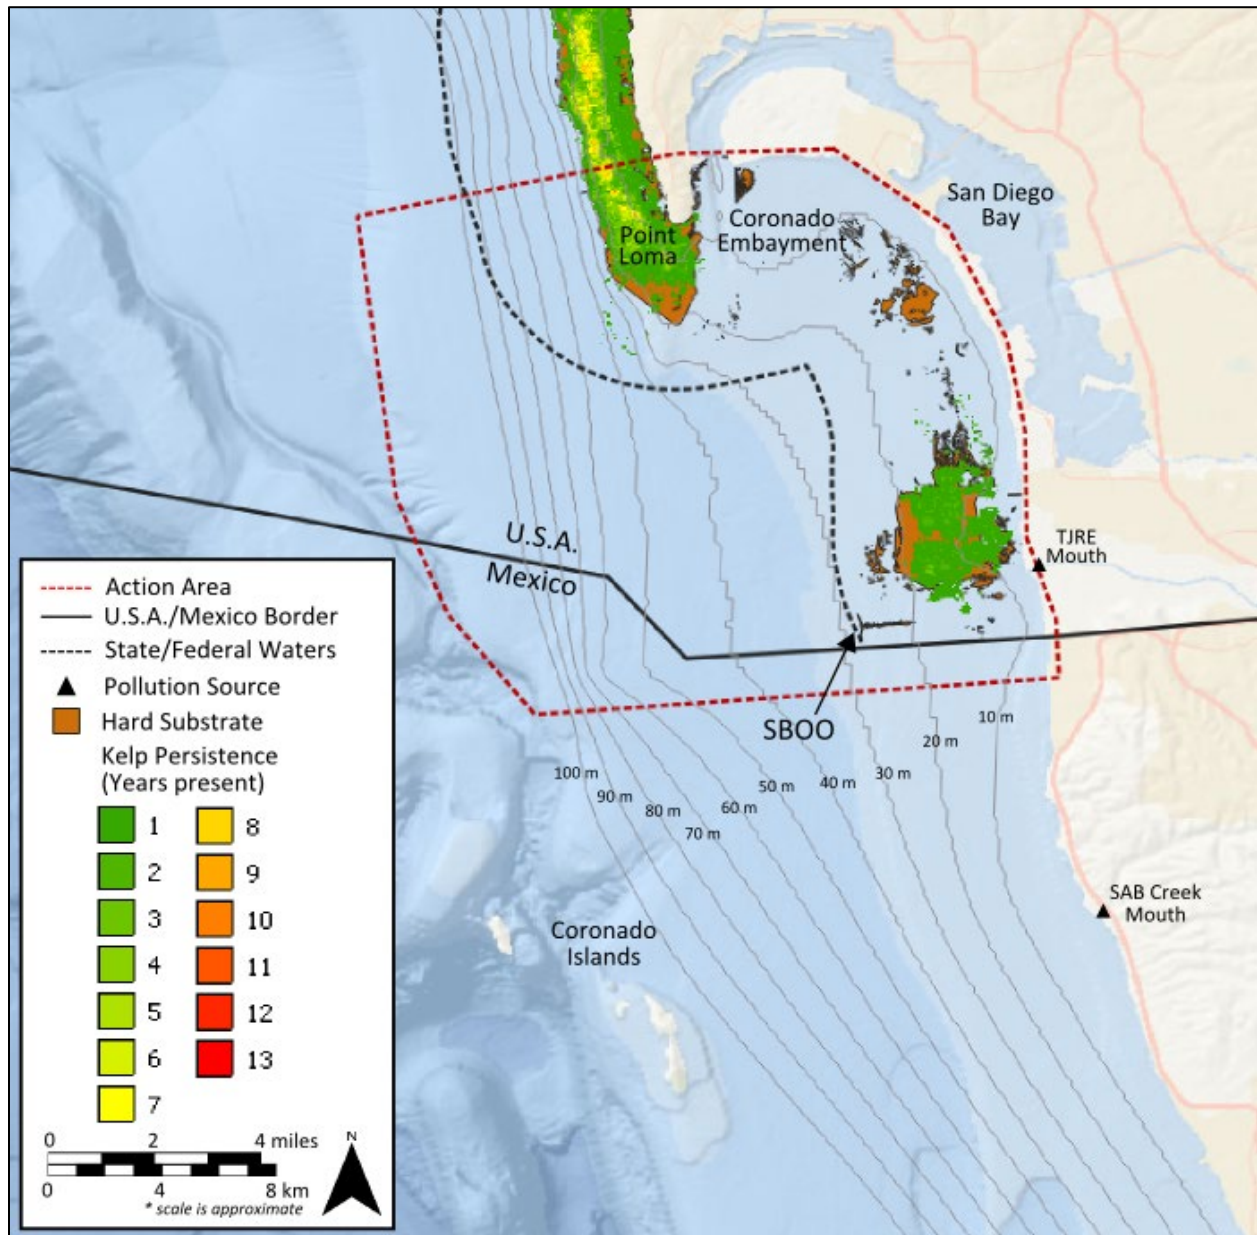 San Diego
Bay
Coronado
Embayment
Point
Loma
U.S.A.
Mexico
TJRE
Mouth
SBOO
10 m
20 m
30 m
40 m
50 m
60 m
70 m
80 m
90 m
100 m
SAB Creek
Mouth
Coronado
Islands
Action Area
U.S.A./Mexico Border
State/Federal Waters
Pollution Source
Hard Substrate
Kelp Persistence
(Years present)
1 8
2 9
3 10
4 11
5 12
6 13
7
0 2 4 miles
0 4 8 km
* scale is approximate
N